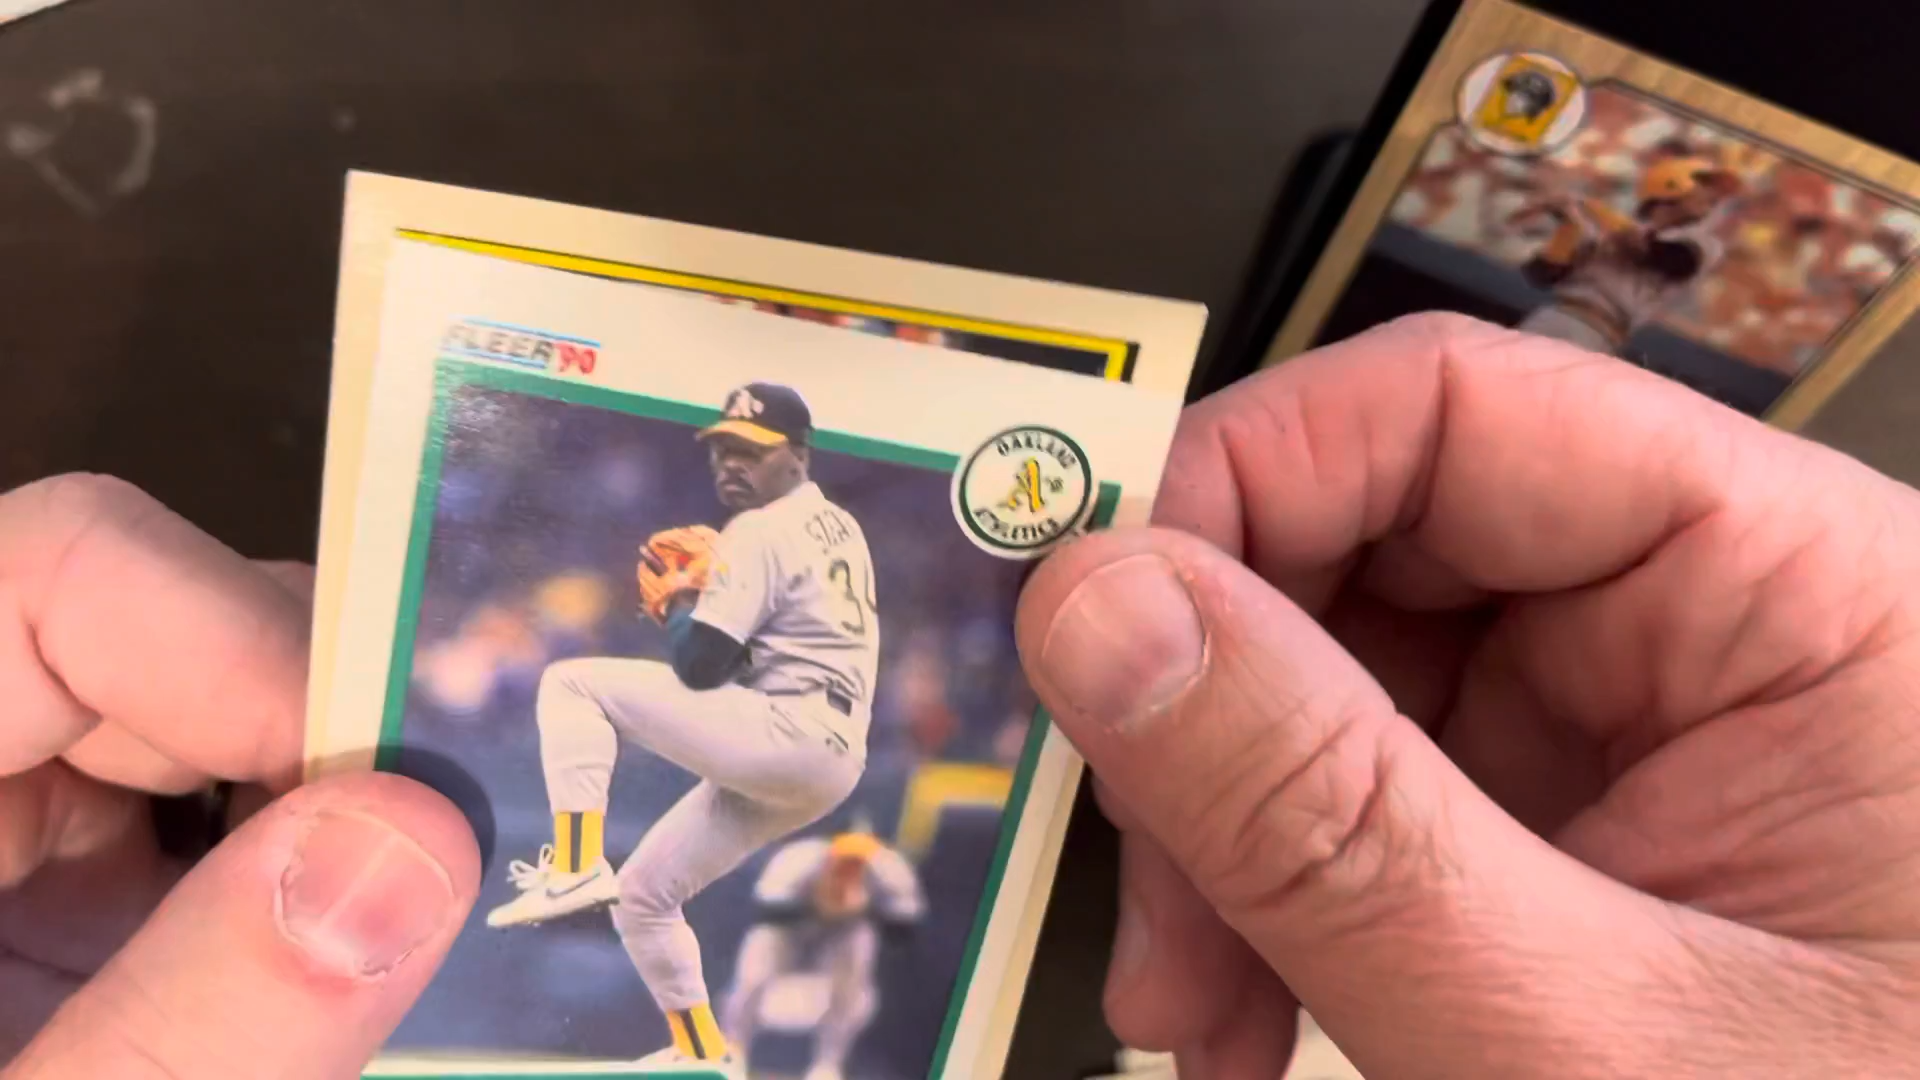 FLEER '90
OAKLAND
A's
ATHLETICS
A's
34